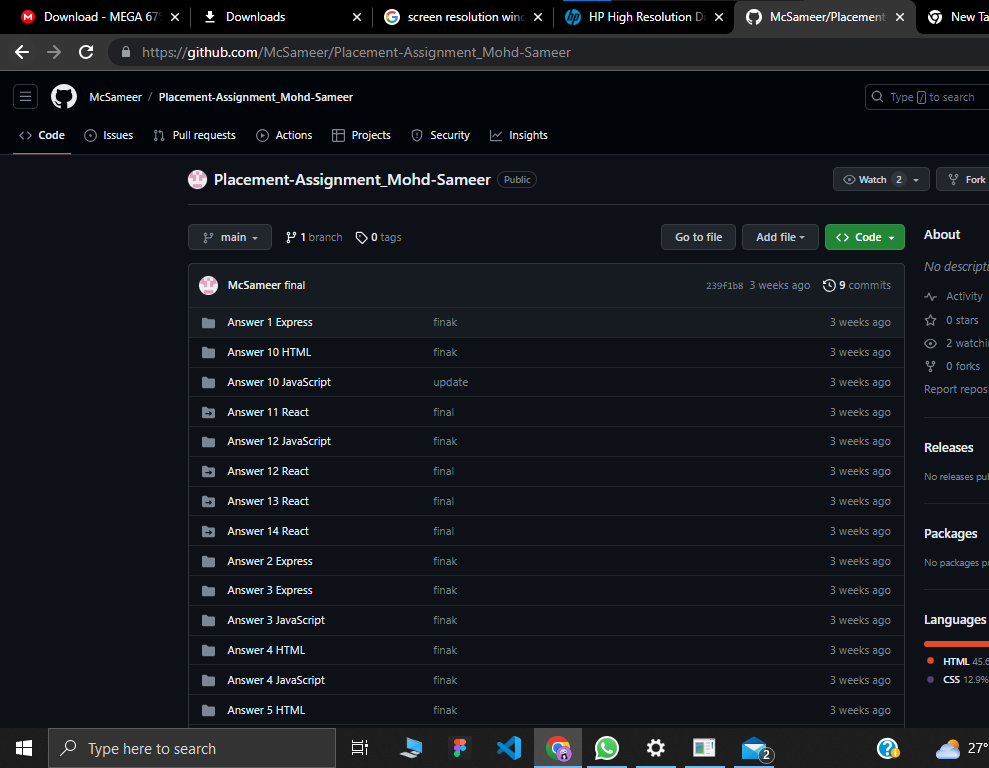 Download - MEGA 679
Downloads
screen resolution wind
HP High Resolution Di
McSameer/Placement
New Ta
https://github.com/McSameer/Placement-Assignment_Mohd-Sameer
McSameer / Placement-Assignment_Mohd-Sameer
Type / to search
Code
Issues
Pull requests
Actions
Projects
Security
Insights
Placement-Assignment_Mohd-Sameer Public
Watch 2
Fork
main
1 branch
0 tags
Go to file
Add file
Code
McSameer final 239f1b8 3 weeks ago 9 commits
Answer 1 Express finak 3 weeks ago
Answer 10 HTML finak 3 weeks ago
Answer 10 JavaScript update 3 weeks ago
Answer 11 React final 3 weeks ago
Answer 12 JavaScript finak 3 weeks ago
Answer 12 React final 3 weeks ago
Answer 13 React final 3 weeks ago
Answer 14 React final 3 weeks ago
Answer 2 Express finak 3 weeks ago
Answer 3 Express finak 3 weeks ago
Answer 3 JavaScript finak 3 weeks ago
Answer 4 HTML finak 3 weeks ago
Answer 4 JavaScript finak 3 weeks ago
Answer 5 HTML finak 3 weeks ago
About
No descripti
Activity
0 stars
2 watchi
0 forks
Report repos
Releases
No releases pu
Packages
No packages p
Languages
HTML 45.6
CSS 12.9%
Type here to search
2
27°